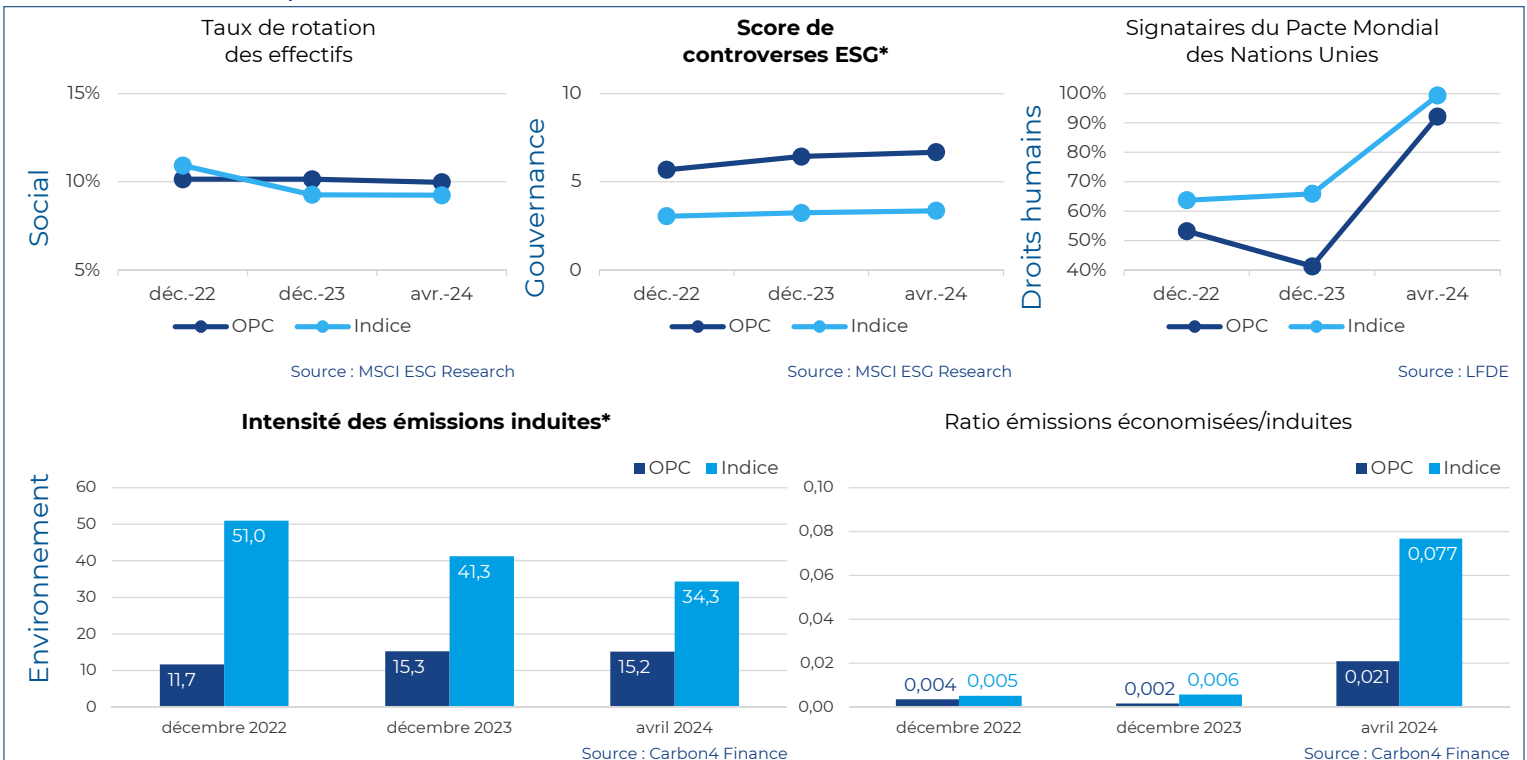 Taux de rotation
des effectifs
Social
15%
10%
5%
déc.-22
déc.-23
avr.-24
OPC
Indice
Source : MSCI ESG Research
Score de
controverses ESG*
Gouvernance
10
5
0
déc.-22
déc.-23
avr.-24
OPC
Indice
Source : MSCI ESG Research
Signataires du Pacte Mondial
des Nations Unies
Droits humains
100%
90%
80%
70%
60%
50%
40%
déc.-22
déc.-23
avr.-24
OPC
Indice
Source : LFDE
Environnement
Intensité des émissions induites*
OPC
Indice
60
50
40
30
20
10
0
11,7
51,0
15,3
41,3
15,2
34,3
décembre 2022
décembre 2023
avril 2024
Source : Carbon4 Finance
Ratio émissions économisées/induites
OPC
Indice
0,10
0,08
0,06
0,04
0,02
0,00
0,004
0,005
0,002
0,006
0,021
0,077
décembre 2022
décembre 2023
avril 2024
Source : Carbon4 Finance